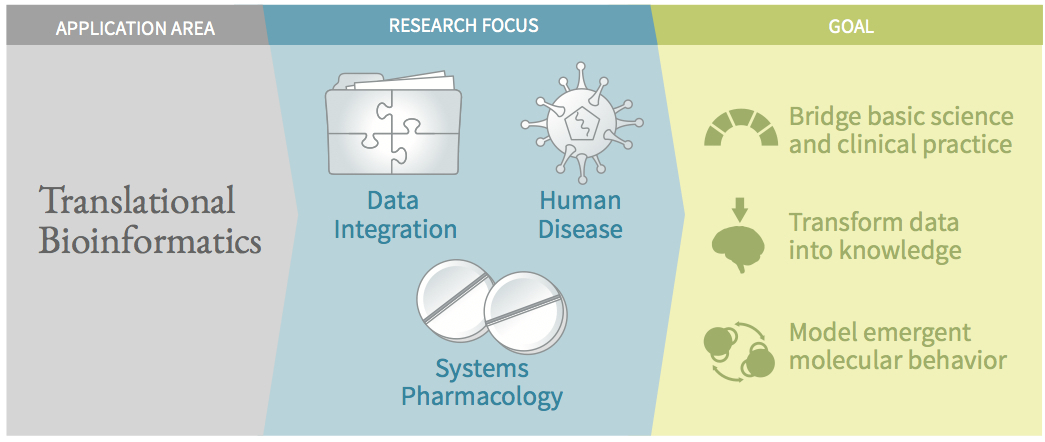 APPLICATION AREA
RESEARCH FOCUS
GOAL
Translational
Bioinformatics
Data
Integration
Human
Disease
Systems
Pharmacology
Bridge basic science
and clinical practice
Transform data
into knowledge
Model emergent
molecular behavior